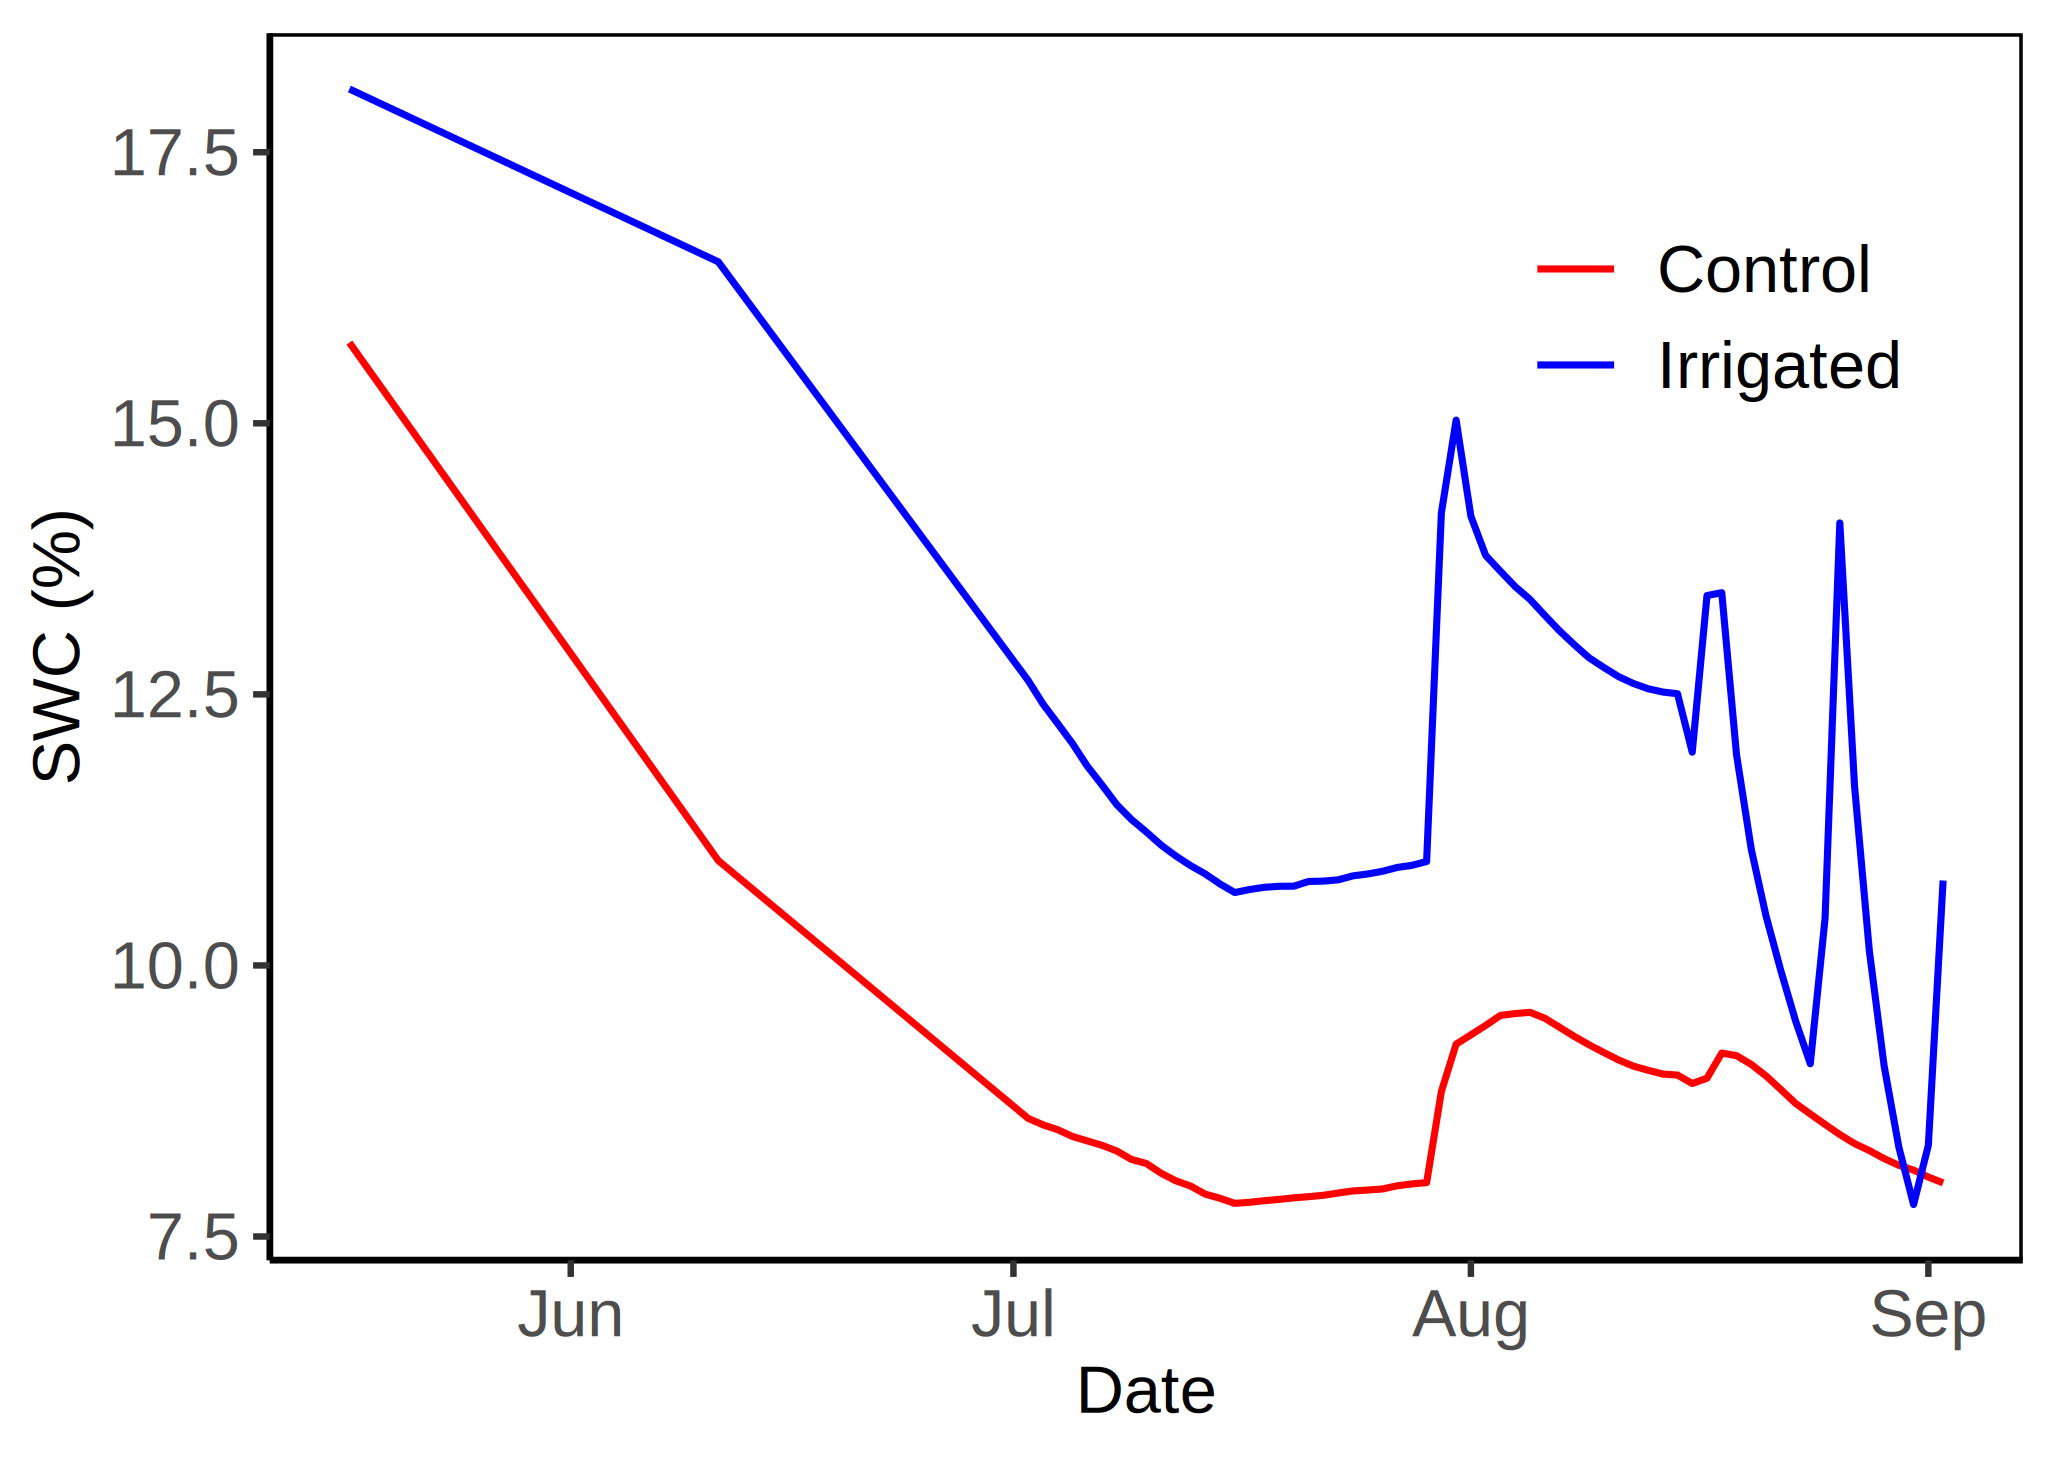 17.5
15.0
12.5
10.0
7.5
SWC (%)
Control
Irrigated
Jun Jul Aug Sep
Date